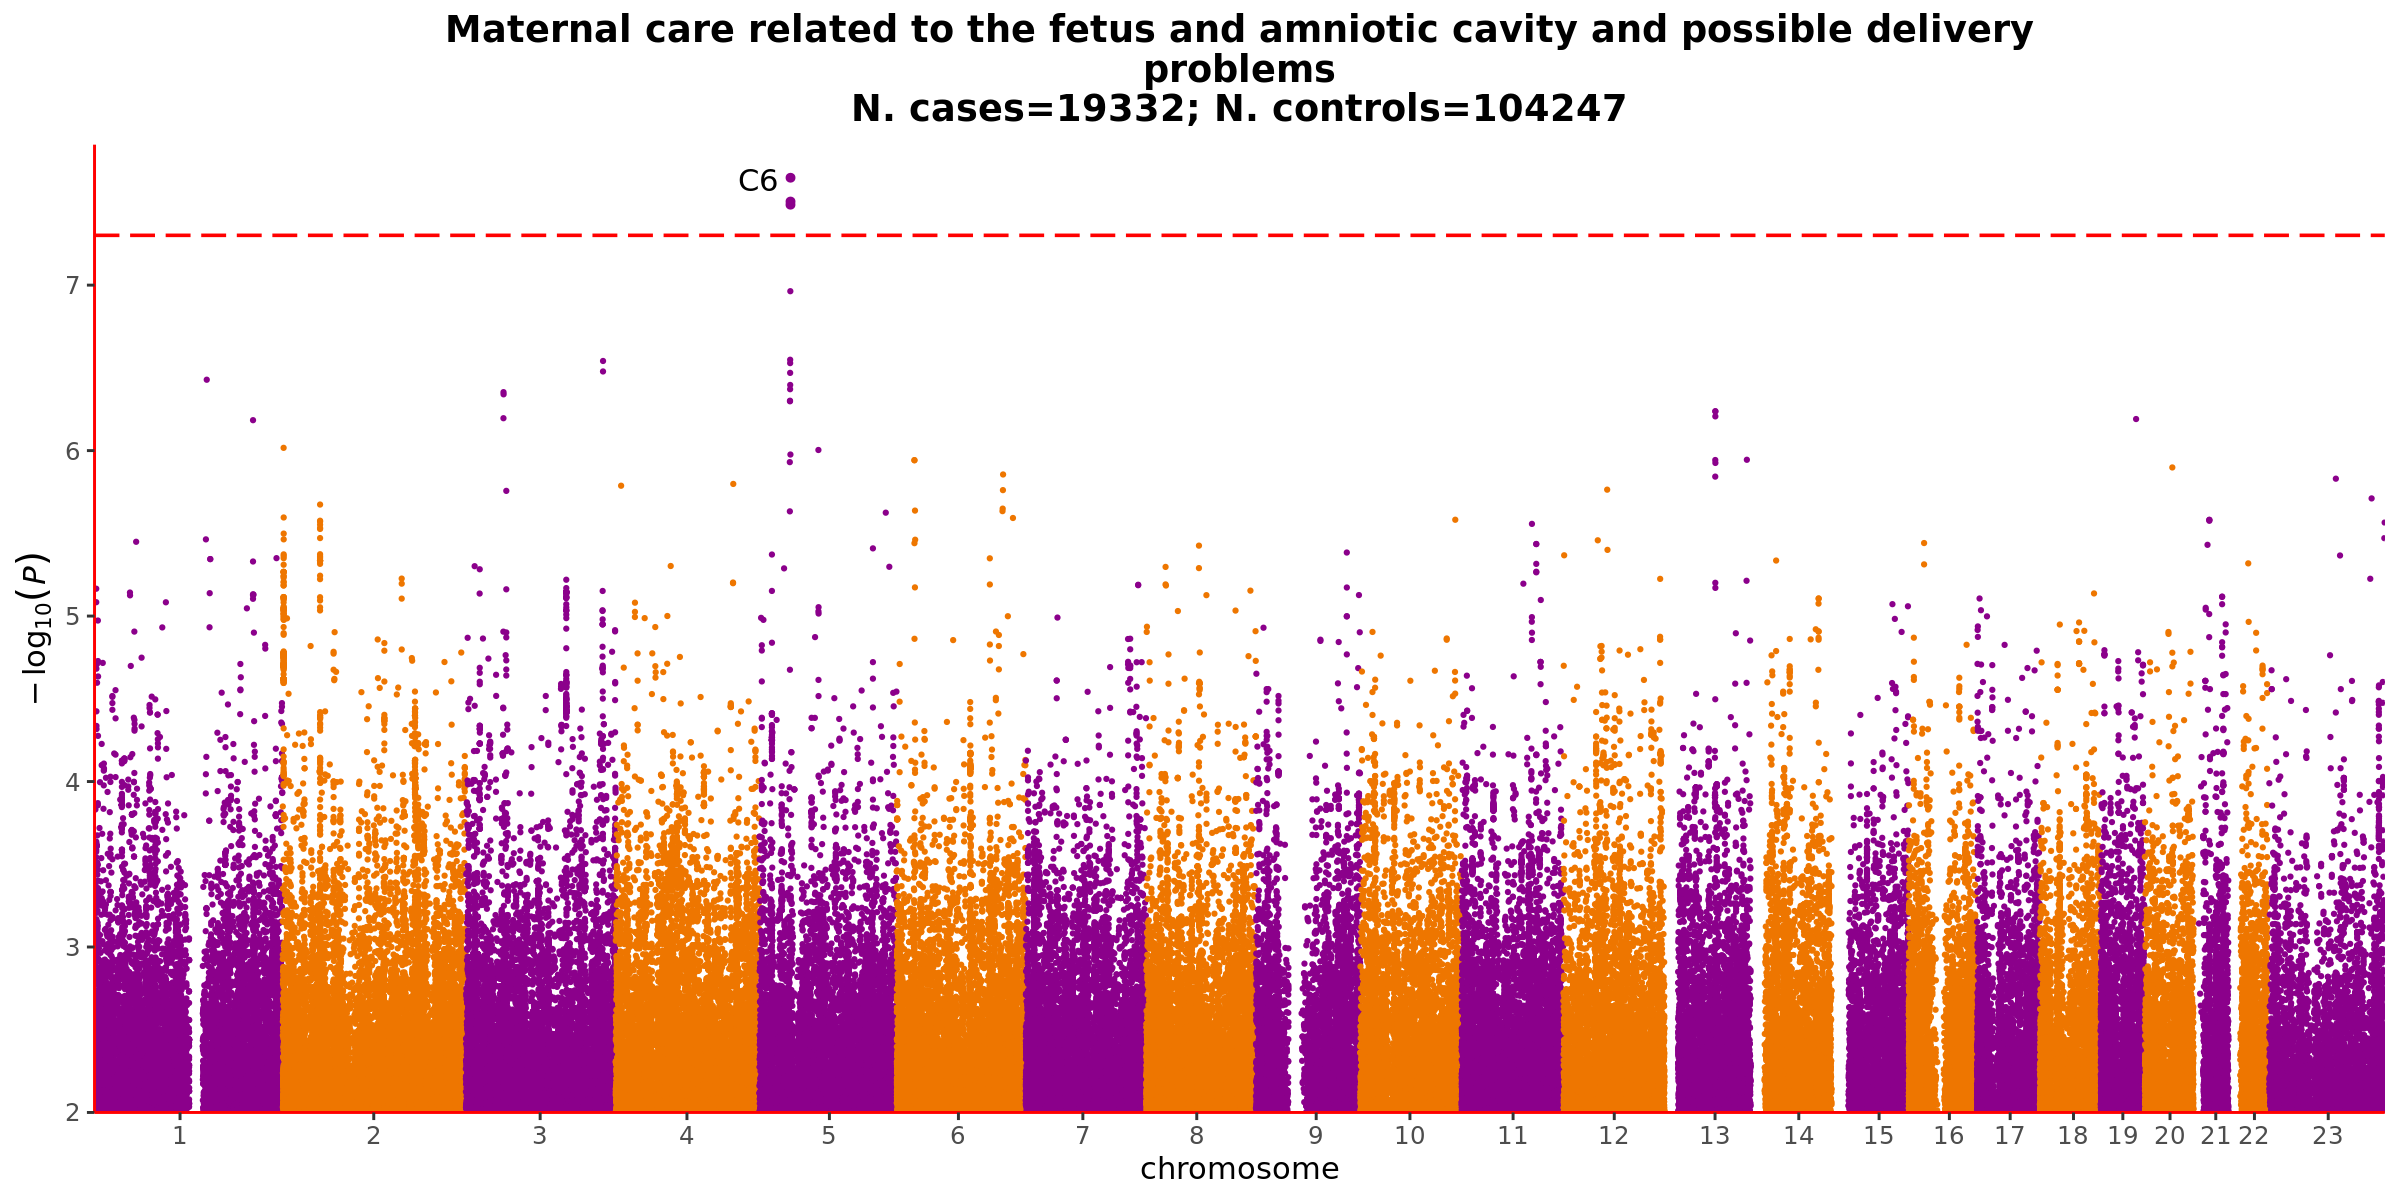 Maternal care related to the fetus and amniotic cavity and possible delivery
problems
N. cases=19332; N. controls=104247
C6
7
6
5
4
3
2
−log₁₀(P)
1 2 3 4 5 6 7 8 9 10 11 12 13 14 15 16 17 18 19 20 21 22 23
chromosome